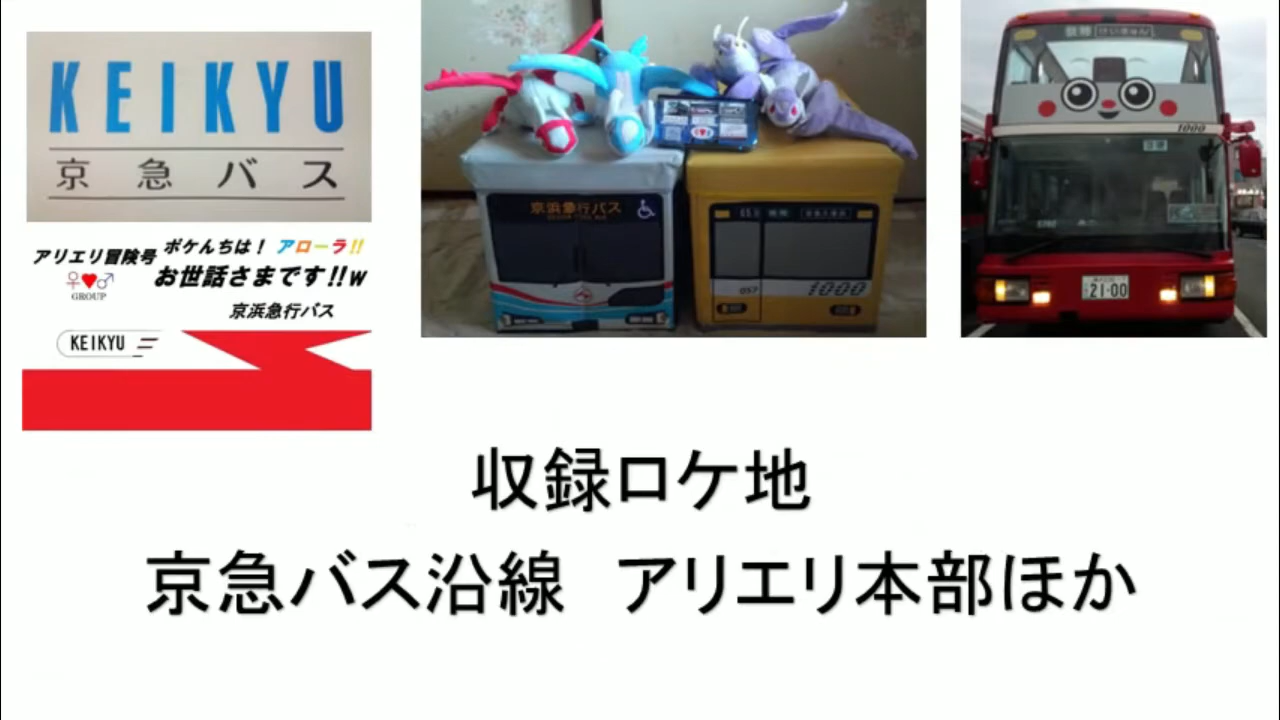 KEIKYU
京急バス
アリエリ冒険号
ポケんちは! アローラ!!
♀♥♂
お世話さまです!!w
GROUP
京浜急行バス
KEIKYU
京浜急行バス
057
1000
1000
21-00
収録ロケ地
京急バス沿線 アリエリ本部ほか